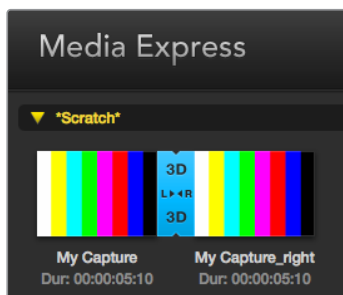 Media Express
*Scratch*
3D
L R
3D
My Capture My Capture_right
Dur: 00:00:05:10 Dur: 00:00:05:10